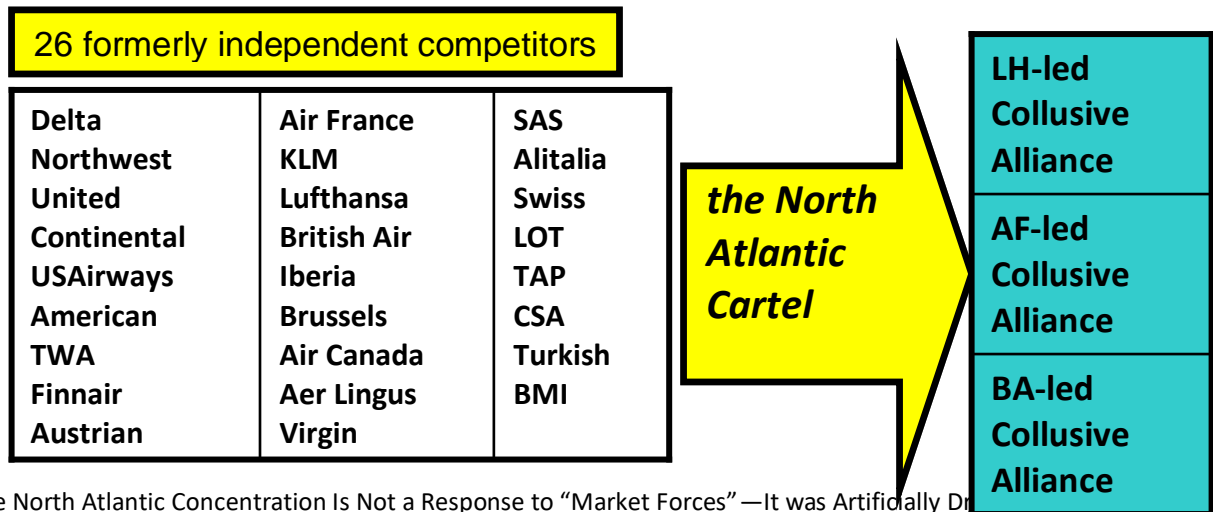 26 formerly independent competitors
Delta
Northwest
United
Continental
USAirways
American
TWA
Finnair
Austrian
Air France
KLM
Lufthansa
British Air
Iberia
Brussels
Air Canada
Aer Lingus
Virgin
SAS
Alitalia
Swiss
LOT
TAP
CSA
Turkish
BMI
the North
Atlantic
Cartel
LH-led
Collusive
Alliance
AF-led
Collusive
Alliance
BA-led
Collusive
Alliance
North Atlantic Concentration Is Not a Response to “Market Forces”—It was Artificially